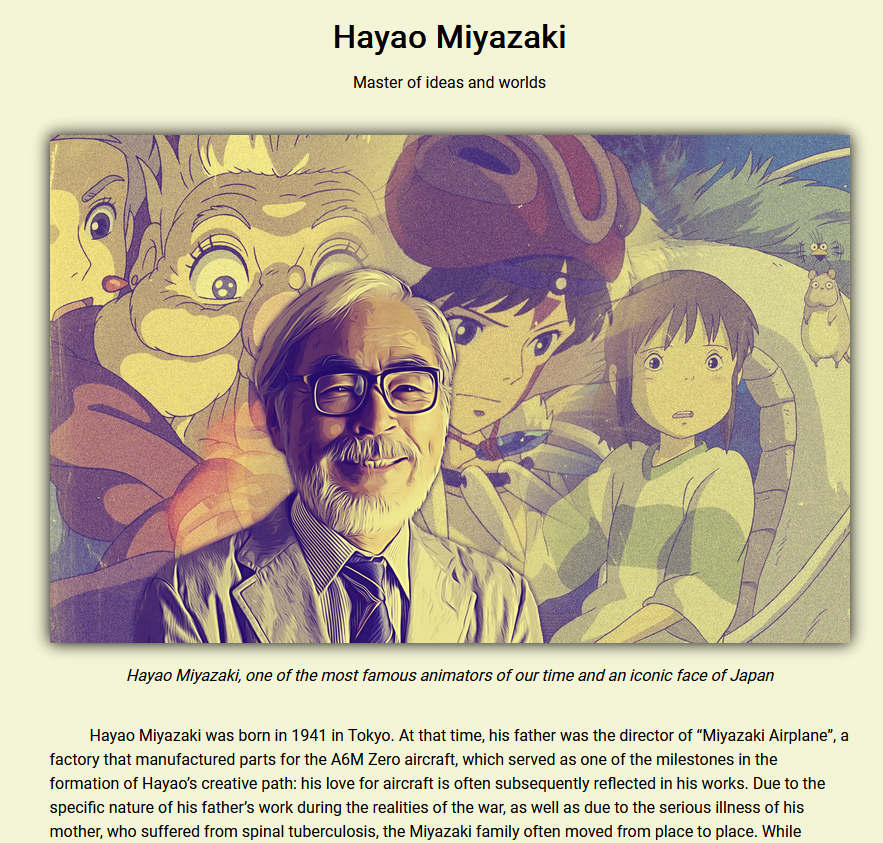 Hayao Miyazaki
Master of ideas and worlds
Hayao Miyazaki, one of the most famous animators of our time and an iconic face of Japan
Hayao Miyazaki was born in 1941 in Tokyo. At that time, his father was the director of “Miyazaki Airplane”, a
factory that manufactured parts for the A6M Zero aircraft, which served as one of the milestones in the
formation of Hayao’s creative path: his love for aircraft is often subsequently reflected in his works. Due to the
specific nature of his father’s work during the realities of the war, as well as due to the serious illness of his
mother, who suffered from spinal tuberculosis, the Miyazaki family often moved from place to place. While